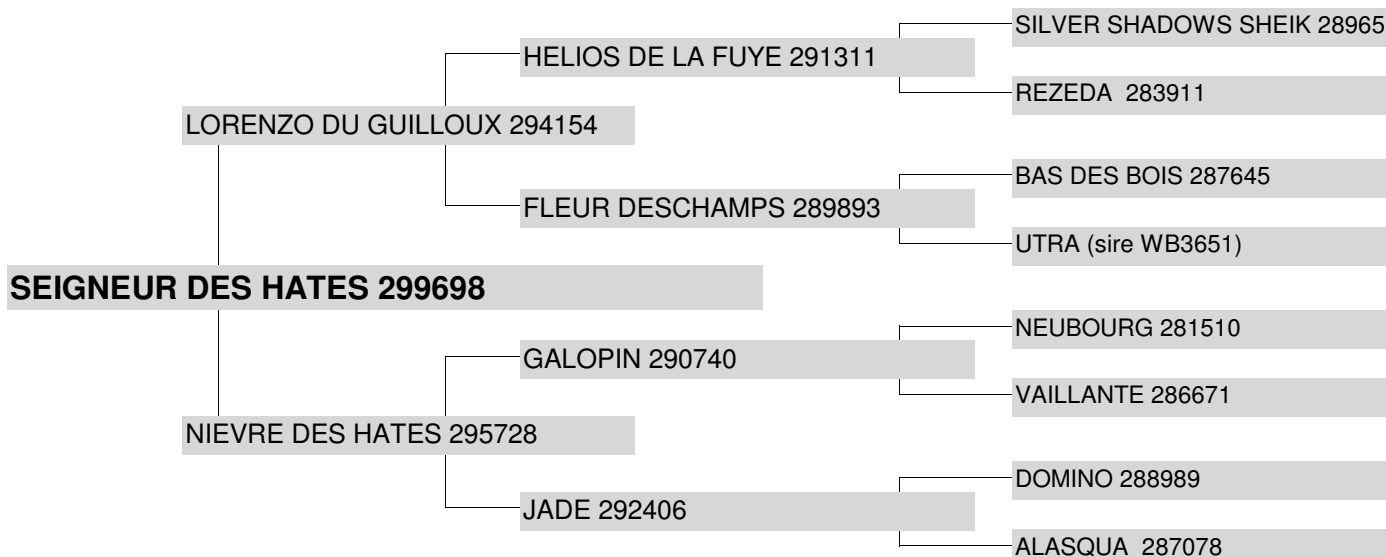 SILVER SHADOWS SHEIK 28965
HELIOS DE LA FUYE 291311
REZEDA 283911
LORENZO DU GUILLOUX 294154
BAS DES BOIS 287645
FLEUR DESCHAMPS 289893
UTRA (sire WB3651)
SEIGNEUR DES HATES 299698
NEUBOURG 281510
GALOPIN 290740
VAILLANTE 286671
NIEVRE DES HATES 295728
DOMINO 288989
JADE 292406
ALASQUA 287078